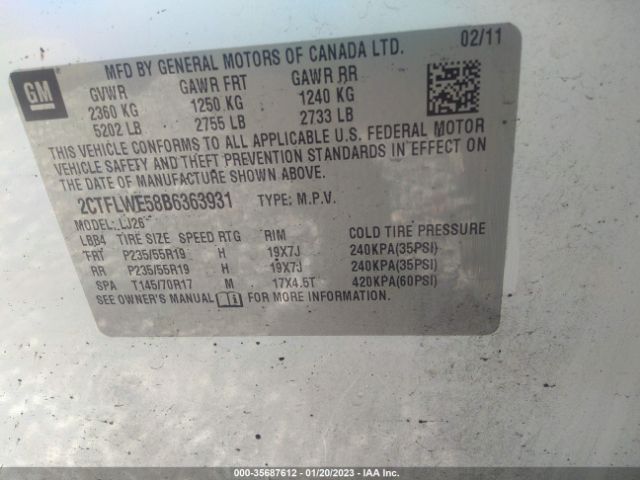 GM
MFD BY GENERAL MOTORS OF CANADA LTD. 02/11
GVWR GAWR FRT GAWR RR
2360 KG 1250 KG 1240 KG
5202 LB 2755 LB 2733 LB
THIS VEHICLE CONFORMS TO ALL APPLICABLE U.S. FEDERAL MOTOR
VEHICLE SAFETY AND THEFT PREVENTION STANDARDS IN EFFECT ON
THE DATE OF MANUFACTURE SHOWN ABOVE.
2CTFLWE58B6363931 TYPE: M.P.V.
MODEL: LJ26
LBB4 TIRE SIZE SPEED RTG RIM COLD TIRE PRESSURE
FRT P235/55R19 H 19X7J 240KPA(35PSI)
RR P235/55R19 H 19X7J 240KPA(35PSI)
SPA T145/70R17 M 17X4.5T 420KPA(60PSI)
SEE OWNER'S MANUAL FOR MORE INFORMATION.
000-35687612 - 01/20/2023 - IAA Inc.